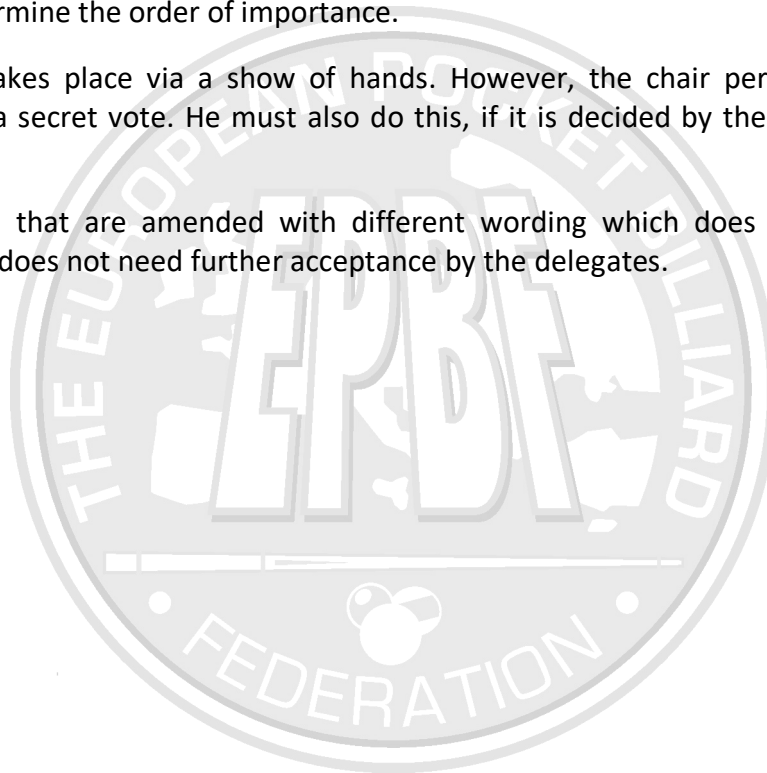 ermine the order of importance.
akes place via a show of hands. However, the chair per
a secret vote. He must also do this, if it is decided by the
that are amended with different wording which does
does not need further acceptance by the delegates.
THE EUROPEAN POCKET BILLIARD
EPBF
FEDERATION